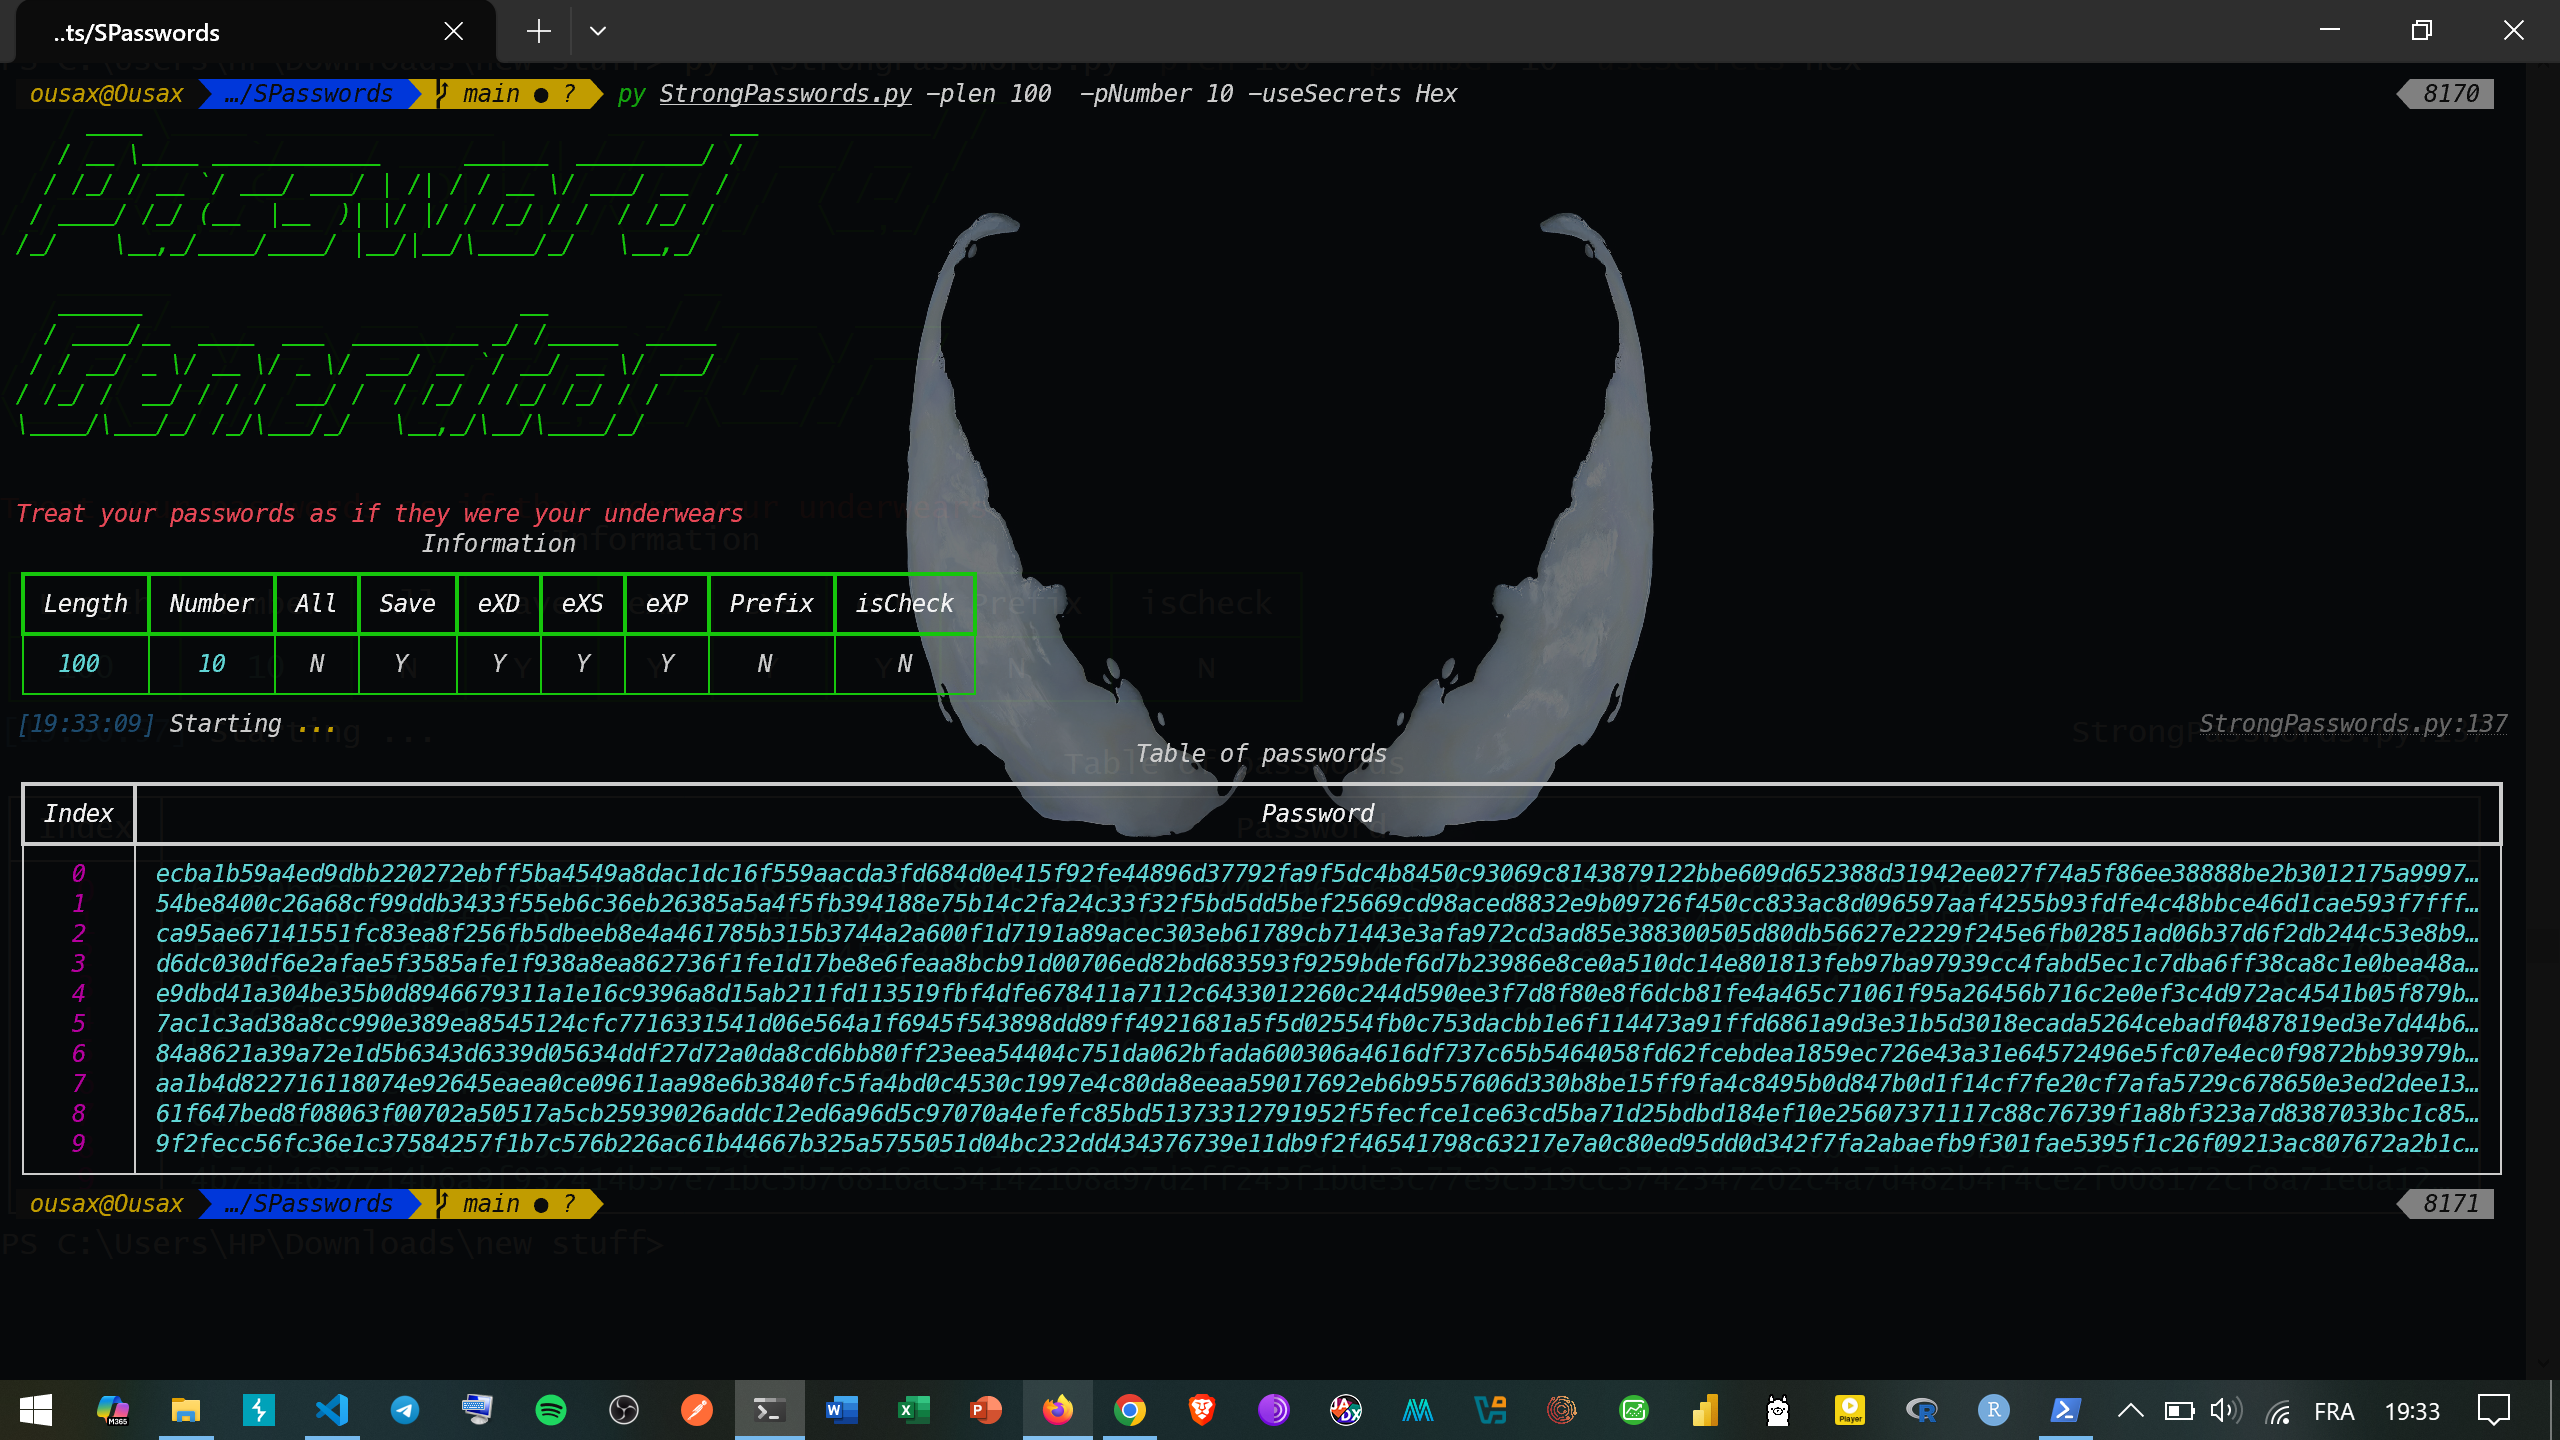 ..ts/SPasswords
ousax@Ousax …/SPasswords main ● ? py StrongPasswords.py -plen 100  -pNumber 10 -useSecrets Hex 8170
Password
Generator
Treat your passwords as if they were your underwears
Information
Length Number All Save eXD eXS eXP Prefix isCheck
100 10 N Y Y Y Y N N
[19:33:09] Starting ... StrongPasswords.py:137
Table of passwords
Index Password
0 ecba1b59a4ed9dbb220272ebff5ba4549a8dac1dc16f559aacda3fd684d0e415f92fe44896d37792fa9f5dc4b8450c93069c8143879122bbe609d652388d31942ee027f74a5f86ee38888be2b3012175a9997…
1 54be8400c26a68cf99ddb3433f55eb6c36eb26385a5a4f5fb394188e75b14c2fa24c33f32f5bd5dd5bef25669cd98aced8832e9b09726f450cc833ac8d096597aaf4255b93fdfe4c48bbce46d1cae593f7fff…
2 ca95ae67141551fc83ea8f256fb5dbeeb8e4a461785b315b3744a2a600f1d7191a89acec303eb61789cb71443e3afa972cd3ad85e388300505d80db56627e2229f245e6fb02851ad06b37d6f2db244c53e8b9…
3 d6dc030df6e2afae5f3585afe1f938a8ea862736f1fe1d17be8e6feaa8bcb91d00706ed82bd683593f9259bdef6d7b23986e8ce0a510dc14e801813feb97ba97939cc4fabd5ec1c7dba6ff38ca8c1e0bea48a…
4 e9dbd41a304be35b0d8946679311a1e16c9396a8d15ab211fd113519fbf4dfe678411a7112c6433012260c244d590ee3f7d8f80e8f6dcb81fe4a465c71061f95a26456b716c2e0ef3c4d972ac4541b05f879b…
5 7ac1c3ad38a8cc990e389ea8545124cfc7716331541d06e564a1f6945f543898dd89ff4921681a5f5d02554fb0c753dacbb1e6f114473a91ffd6861a9d3e31b5d3018ecada5264cebadf0487819ed3e7d44b6…
6 84a8621a39a72e1d5b6343d6339d05634ddf27d72a0da8cd6bb80ff23eea54404c751da062bfada600306a4616df737c65b5464058fd62fcebdea1859ec726e43a31e64572496e5fc07e4ec0f9872bb93979b…
7 aa1b4d822716118074e92645eaea0ce09611aa98e6b3840fc5fa4bd0c4530c1997e4c80da8eeaa59017692eb6b9557606d330b8be15ff9fa4c8495b0d847b0d1f14cf7fe20cf7afa5729c678650e3ed2dee13…
8 61f647bed8f08063f00702a50517a5cb25939026addc12ed6a96d5c97070a4efefc85bd51373312791952f5fecfce1ce63cd5ba71d25bdbd184ef10e25607371117c88c76739f1a8bf323a7d8387033bc1c85…
9 9f2fecc56fc36e1c37584257f1b7c576b226ac61b44667b325a5755051d04bc232dd434376739e11db9f2f46541798c63217e7a0c80ed95dd0d342f7fa2abaefb9f301fae5395f1c26f09213ac807672a2b1c…
ousax@Ousax …/SPasswords main ● ? 8171
PS C:\Users\HP\Downloads\new stuff>
FRA 19:33